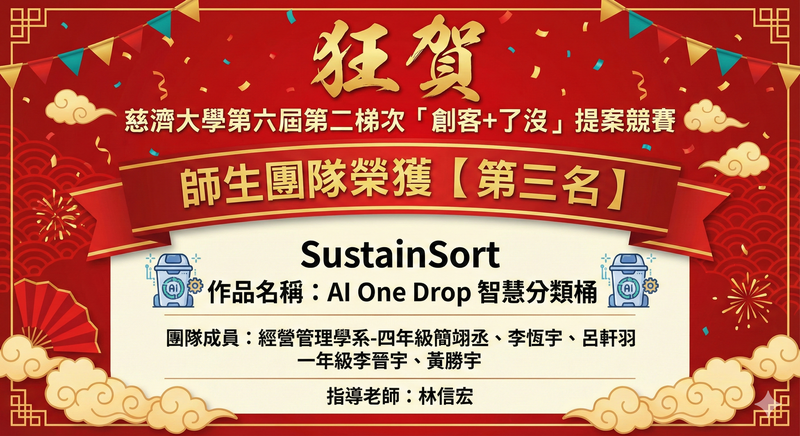 狂賀
慈濟大學第六屆第二梯次「創客+了沒」提案競賽
師生團隊榮獲【第三名】
SustainSort
AI
作品名稱：AI One Drop 智慧分類桶
AI
團隊成員：經營管理學系-四年級簡翊丞、李恆宇、呂軒羽
一年級李晉宇、黃勝宇
指導老師：林信宏